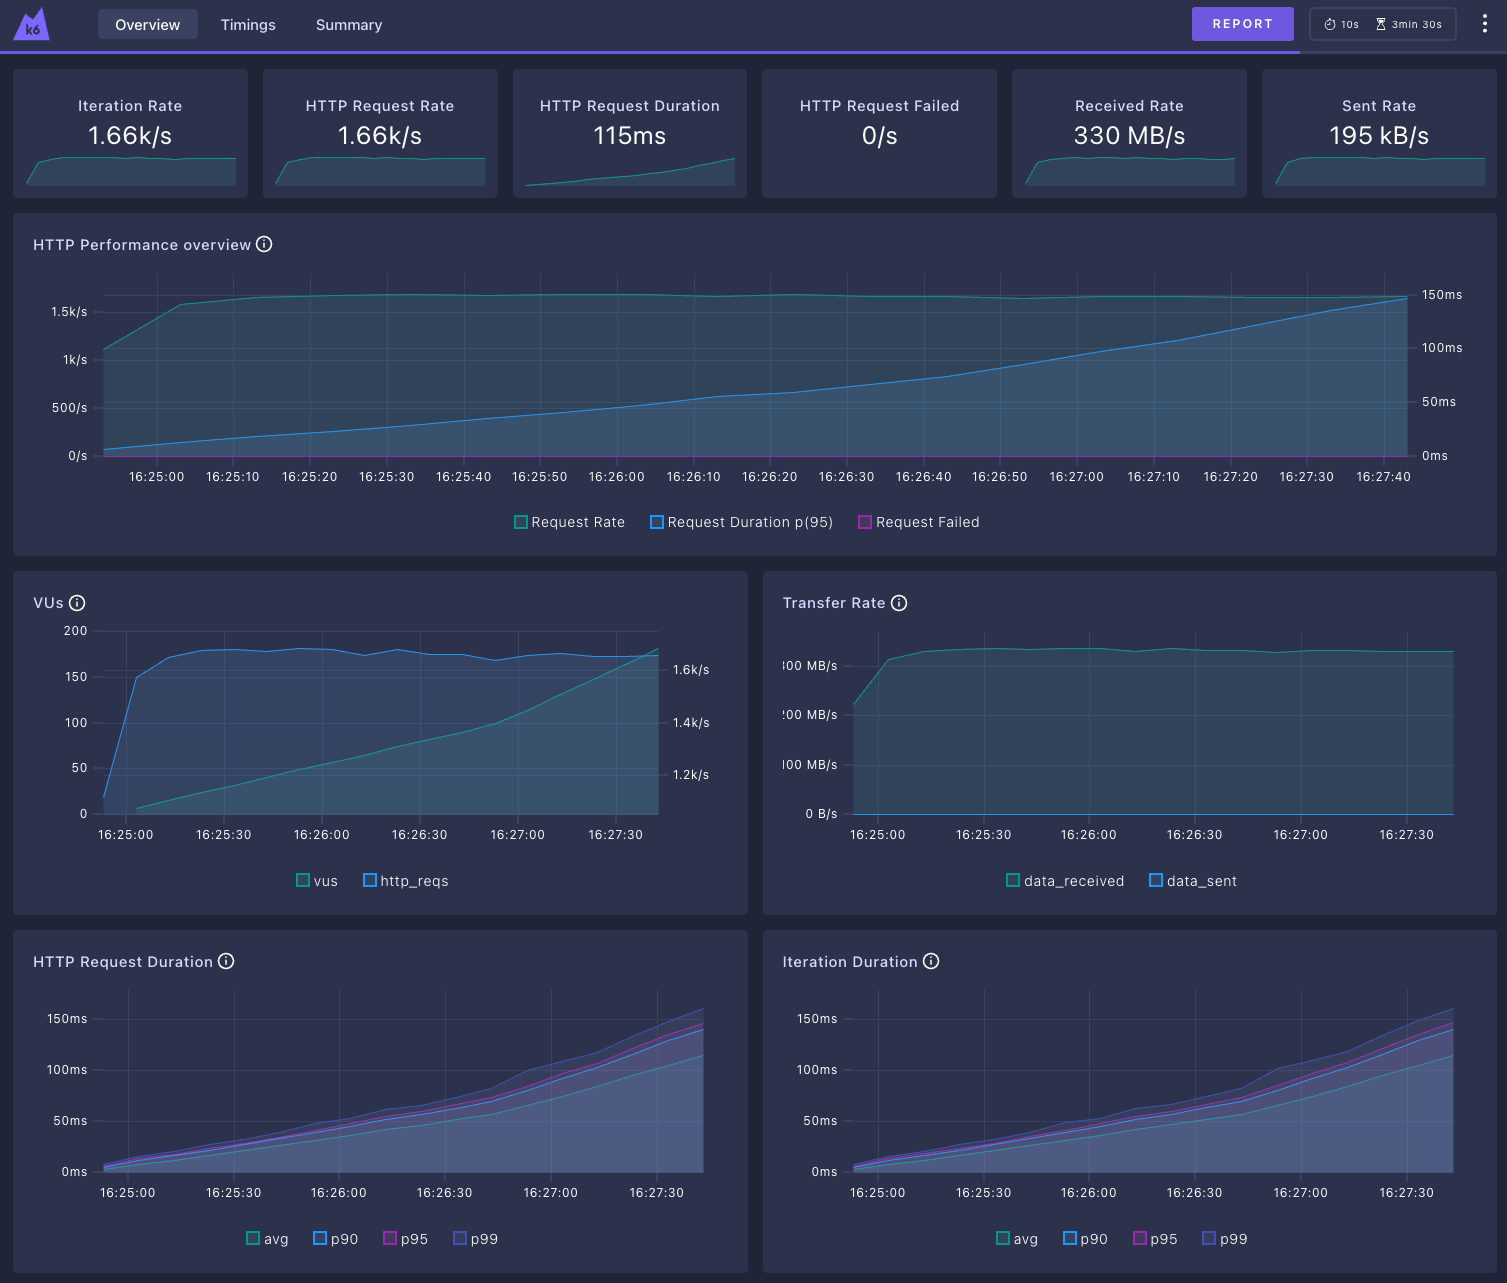 k6
Overview Timings Summary REPORT 10s 3min 30s
Iteration Rate
1.66k/s
HTTP Request Rate
1.66k/s
HTTP Request Duration
115ms
HTTP Request Failed
0/s
Received Rate
330 MB/s
Sent Rate
195 kB/s
HTTP Performance overview
1.5k/s
1k/s
500/s
0/s
150ms
100ms
50ms
0ms
16:25:00 16:25:10 16:25:20 16:25:30 16:25:40 16:25:50 16:26:00 16:26:10 16:26:20 16:26:30 16:26:40 16:26:50 16:27:00 16:27:10 16:27:20 16:27:30 16:27:40
Request Rate Request Duration p(95) Request Failed
VUs
200
150
100
50
0
1.6k/s
1.4k/s
1.2k/s
16:25:00 16:25:30 16:26:00 16:26:30 16:27:00 16:27:30
vus http_reqs
Transfer Rate
300 MB/s
200 MB/s
100 MB/s
0 B/s
16:25:00 16:25:30 16:26:00 16:26:30 16:27:00 16:27:30
data_received data_sent
HTTP Request Duration
150ms
100ms
50ms
0ms
16:25:00 16:25:30 16:26:00 16:26:30 16:27:00 16:27:30
avg p90 p95 p99
Iteration Duration
150ms
100ms
50ms
0ms
16:25:00 16:25:30 16:26:00 16:26:30 16:27:00 16:27:30
avg p90 p95 p99